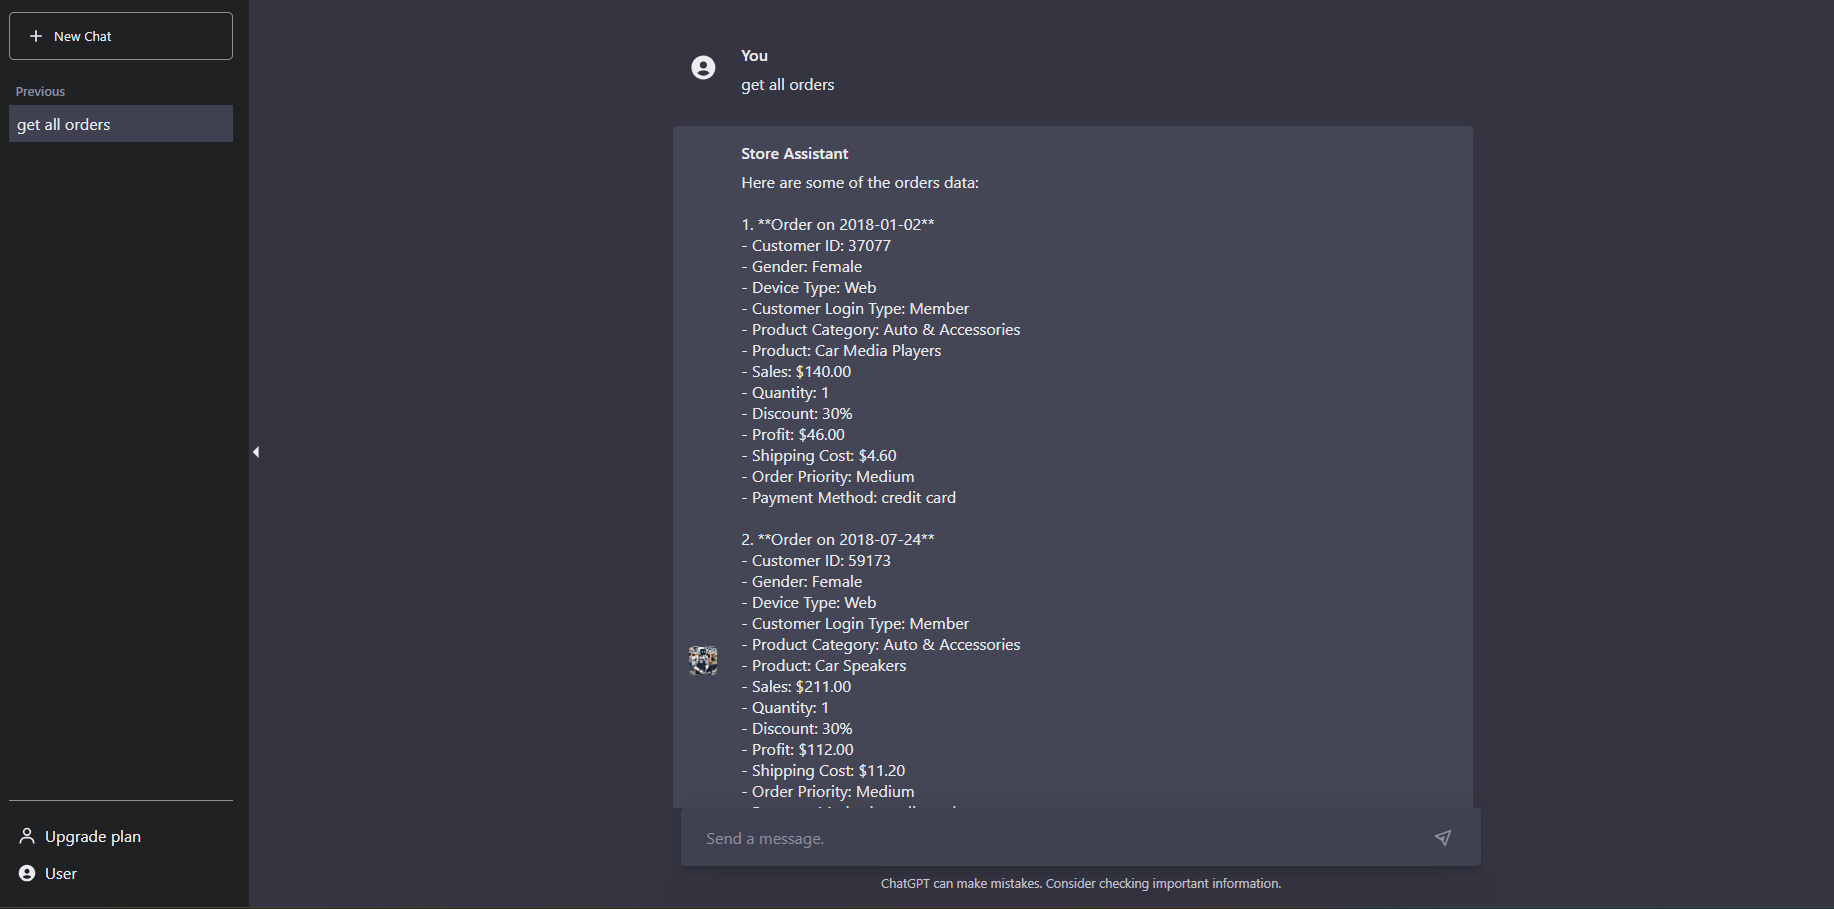 New Chat
Previous
get all orders
Upgrade plan
User
You
get all orders
Store Assistant
Here are some of the orders data:
1. **Order on 2018-01-02**
- Customer ID: 37077
- Gender: Female
- Device Type: Web
- Customer Login Type: Member
- Product Category: Auto & Accessories
- Product: Car Media Players
- Sales: $140.00
- Quantity: 1
- Discount: 30%
- Profit: $46.00
- Shipping Cost: $4.60
- Order Priority: Medium
- Payment Method: credit card
2. **Order on 2018-07-24**
- Customer ID: 59173
- Gender: Female
- Device Type: Web
- Customer Login Type: Member
- Product Category: Auto & Accessories
- Product: Car Speakers
- Sales: $211.00
- Quantity: 1
- Discount: 30%
- Profit: $112.00
- Shipping Cost: $11.20
- Order Priority: Medium
Send a message.
ChatGPT can make mistakes. Consider checking important information.